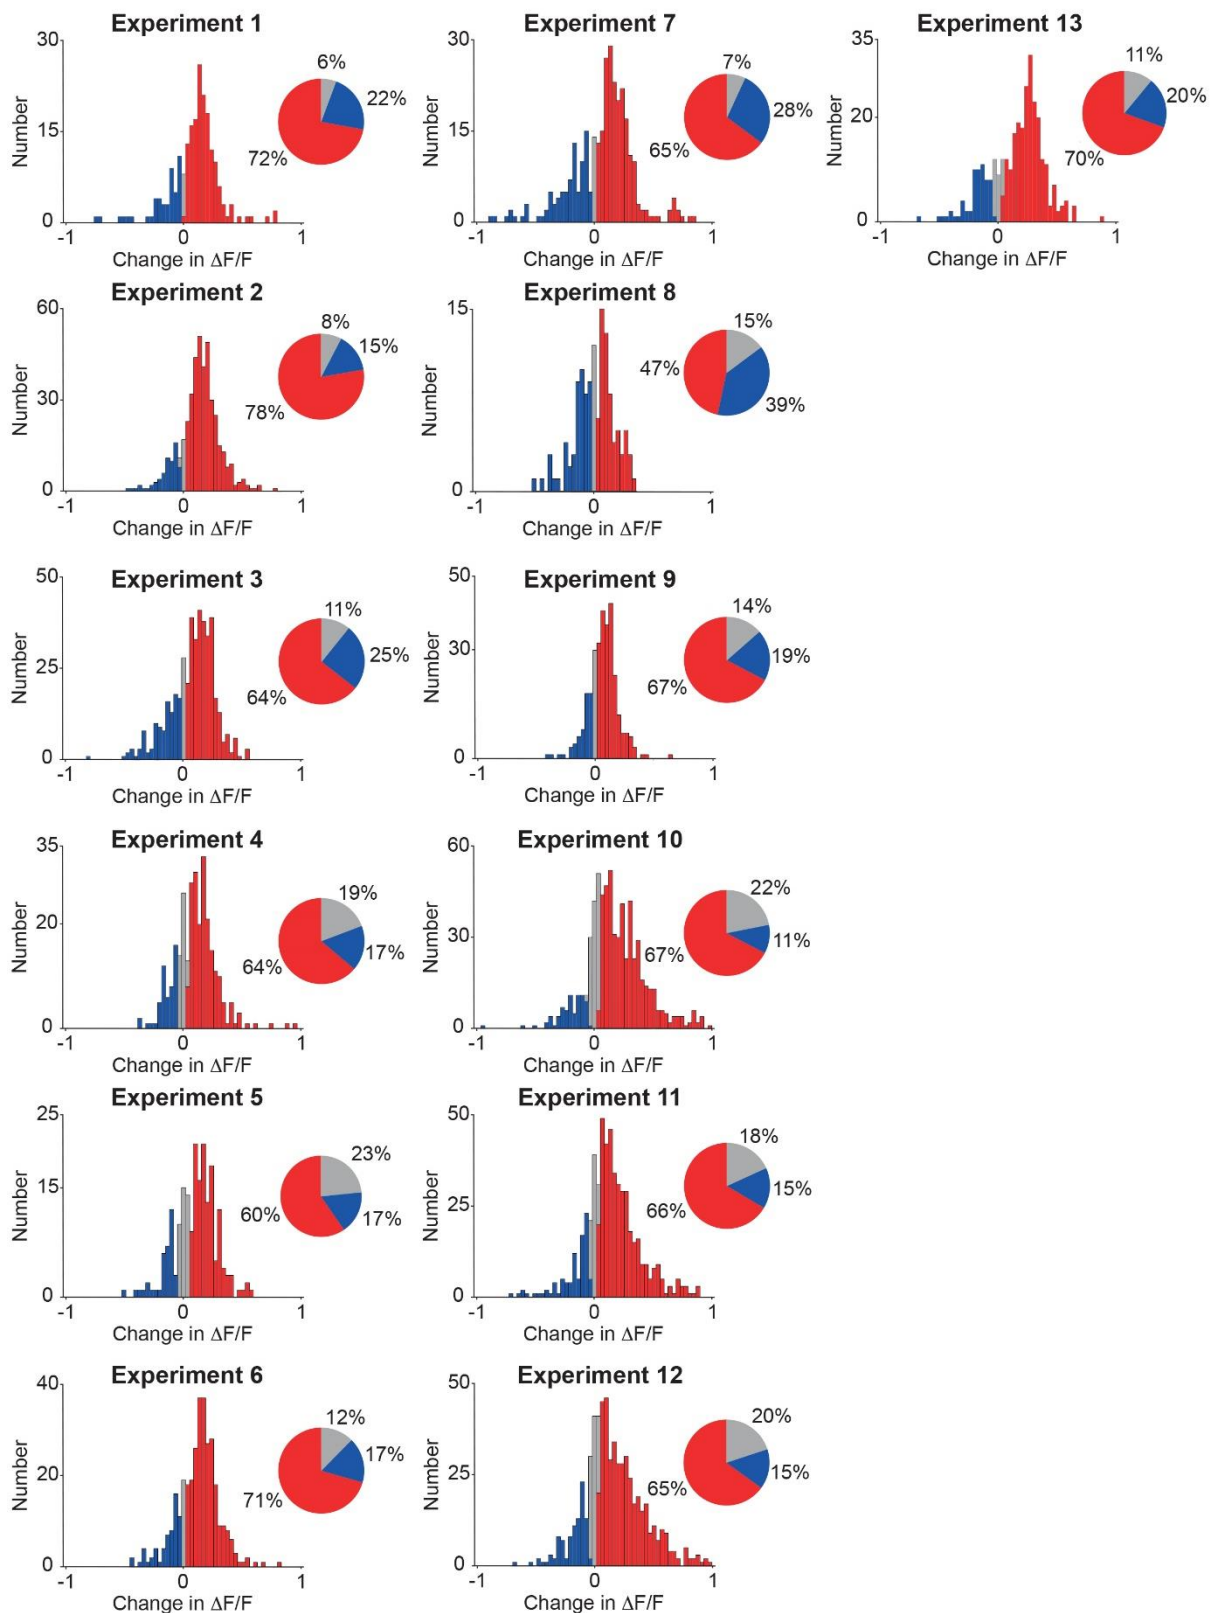 Experiment 1
30
15
0
Number
6%
22%
72%
-1
0
1
Change in ΔF/F
Experiment 7
30
15
0
Number
7%
28%
65%
-1
0
1
Change in ΔF/F
Experiment 13
35
20
0
Number
11%
20%
70%
-1
0
1
Change in ΔF/F
Experiment 2
60
30
0
Number
8%
15%
78%
-1
0
1
Change in ΔF/F
Experiment 8
15
0
Number
15%
47%
39%
-1
0
1
Change in ΔF/F
Experiment 3
50
25
0
Number
11%
25%
64%
-1
0
1
Change in ΔF/F
Experiment 9
50
30
0
Number
14%
19%
67%
-1
0
1
Change in ΔF/F
Experiment 4
35
20
0
Number
19%
17%
64%
-1
0
1
Change in ΔF/F
Experiment 10
60
30
0
Number
22%
11%
67%
-1
0
1
Change in ΔF/F
Experiment 5
25
15
0
Number
23%
60%
17%
-1
0
1
Change in ΔF/F
Experiment 11
50
25
0
Number
18%
15%
66%
-1
0
1
Change in ΔF/F
Experiment 6
40
20
0
Number
12%
17%
71%
-1
0
1
Change in ΔF/F
Experiment 12
50
25
0
Number
20%
15%
65%
-1
0
1
Change in ΔF/F